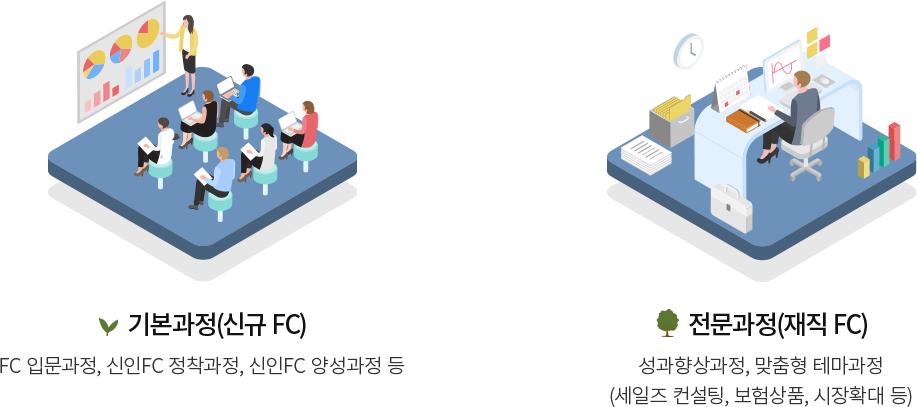 기본과정(신규 FC)
FC 입문과정, 신인FC 정착과정, 신인FC 양성과정 등
전문과정(재직 FC)
성과향상과정, 맞춤형 테마과정
(세일즈 컨설팅, 보험상품, 시장확대 등)